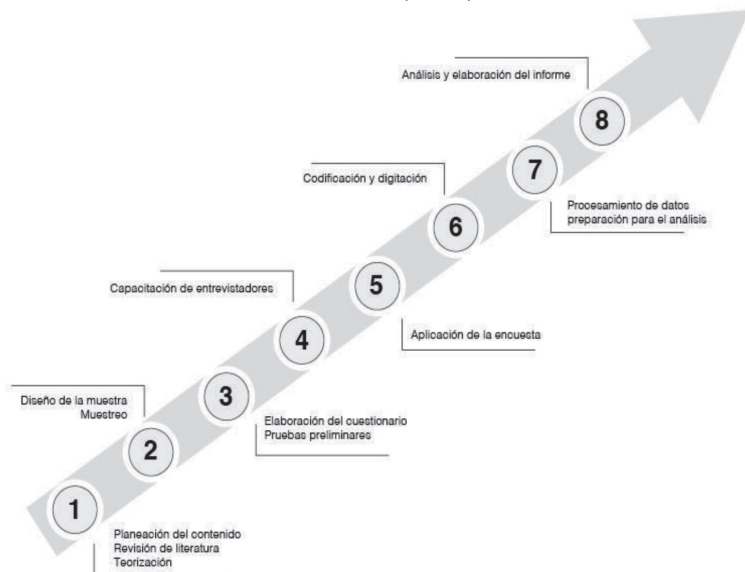 Análisis y elaboración del informe
8
7
Codificación y digitación
Procesamiento de datos
preparación para el análisis
6
Capacitación de entrevistadores
5
Aplicación de la encuesta
4
Diseño de la muestra
Muestreo
3
Elaboración del cuestionario
Pruebas preliminares
2
1
Planeación del contenido
Revisión de literatura
Teorización